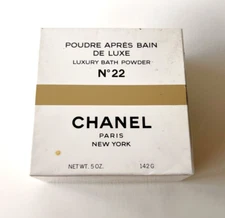 POUDRE APRÈS BAIN
DE LUXE
LUXURY BATH POWDER
N°22
CHANEL
PARIS
NEW YORK
NET WT. 5 OZ. 142 G